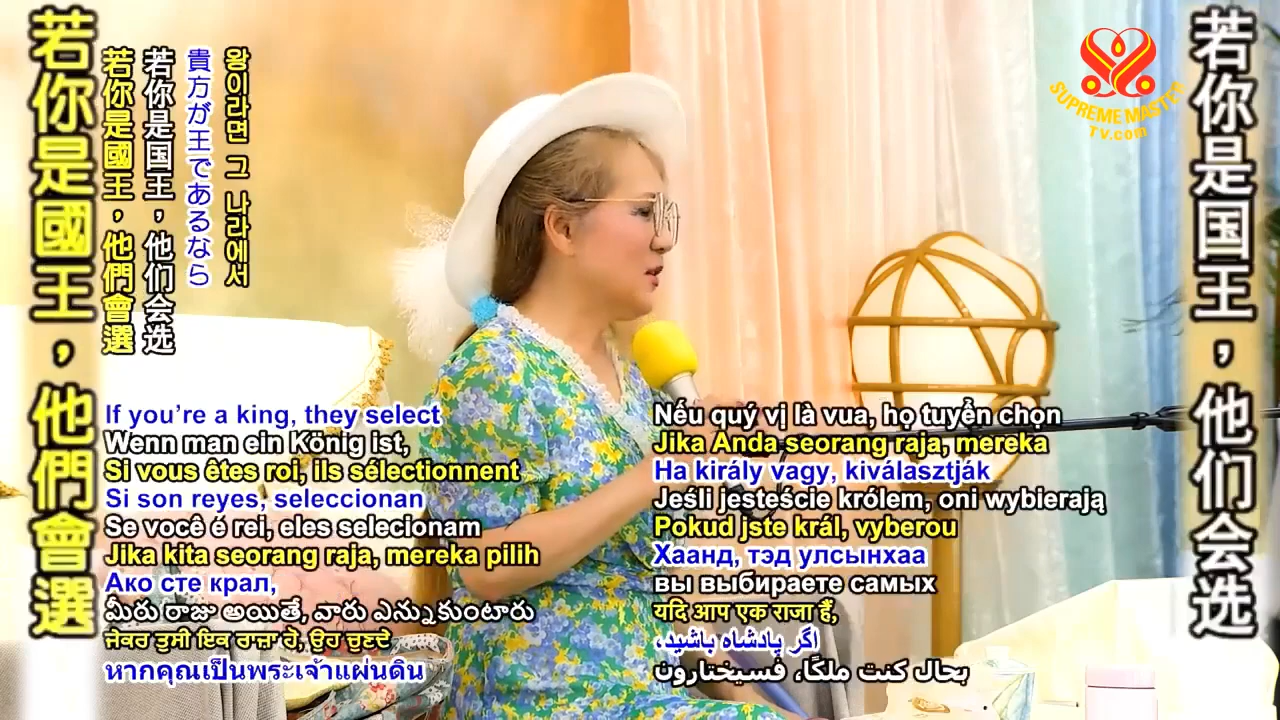 若你是國王，他們會選
若你是國王，他們會選
若你是国王，他们会选
貴方が王であるなら
왕이라면 그 나라에서
SUPREME MASTER
TV.com
若你是国王，他们会选
If you’re a king, they select
Wenn man ein König ist,
Si vous êtes roi, ils sélectionnent
Si son reyes, seleccionan
Se você é rei, eles selecionam
Jika kita seorang raja, mereka pilih
Ако сте крал,
మీరు రాజు అయితే, వారు ఎన్నుకుంటారు
ਜੇਕਰ ਤੁਸੀ ਇਕ ਰਾਜ਼ਾ ਹੋ, ਉਹ ਚੁਣਦੇ
หากคุณเป็นพระเจ้าแผ่นดิน
Nếu quý vị là vua, họ tuyển chọn
Jika Anda seorang raja, mereka
Ha király vagy, kiválasztják
Jeśli jesteście królem, oni wybierają
Pokud jste král, vyberou
Хаанд, тэд улсынхаа
вы выбираете самых
यदि आप एक राजा हैं,
اگر پادشاه باشید،
بحال كنت ملكًا، فسيختارون